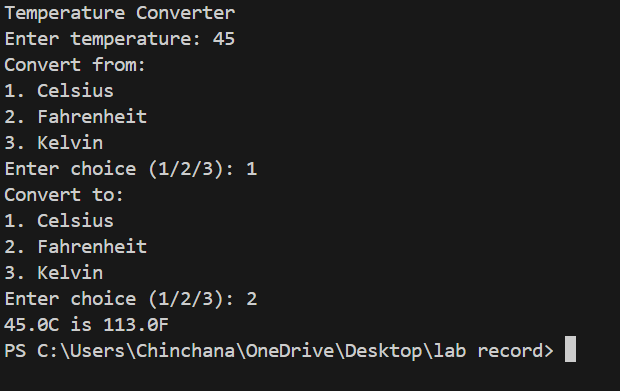 Temperature Converter
Enter temperature: 45
Convert from:
1. Celsius
2. Fahrenheit
3. Kelvin
Enter choice (1/2/3): 1
Convert to:
1. Celsius
2. Fahrenheit
3. Kelvin
Enter choice (1/2/3): 2
45.0C is 113.0F
PS C:\Users\Chinchana\OneDrive\Desktop\lab record>